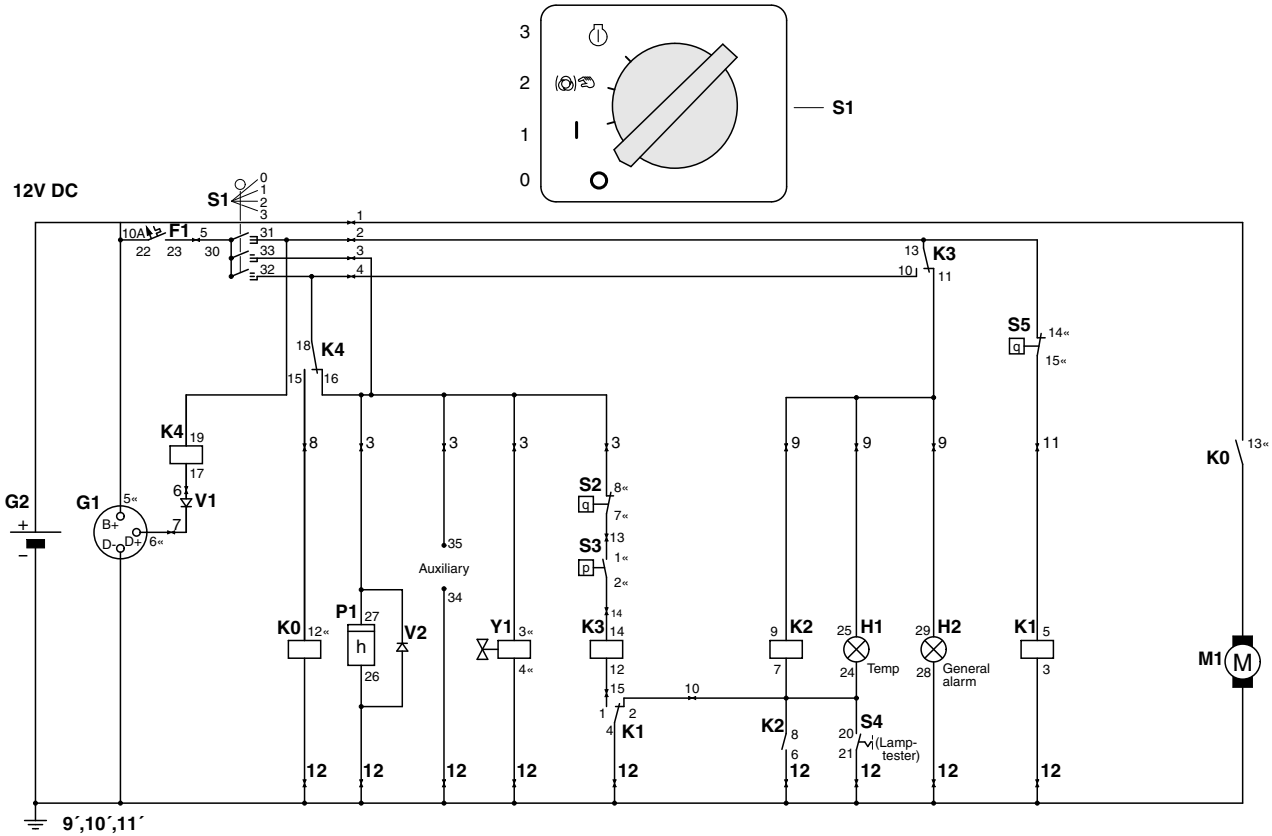 3
2
1
0
S1
12V DC
S1
0
1
2
3
1
10A
F1
5
31
2
22
23
30
33
3
32
4
13
K3
10
11
S5
14«
q
15«
18
K4
15
16
K4
19
17
8
3
3
3
3
9
9
9
11
K0
13«
6
V1
G2
+
–
G1
5«
B+
D+
D-
7
6«
S2
8«
q
7«
13
S3
1«
p
2«
35
Auxiliary
34
14
K0
12«
P1
27
h
26
V2
Y1
3«
4«
K3
14
12
9
K2
7
25
H1
24
Temp
29
H2
28
General
alarm
K1
5
3
M1
M
15
10
1
2
4
K1
K2
8
6
S4
20
21
(Lamp-
tester)
12
12
12
12
12
12
12
12
12
9´,10´,11´